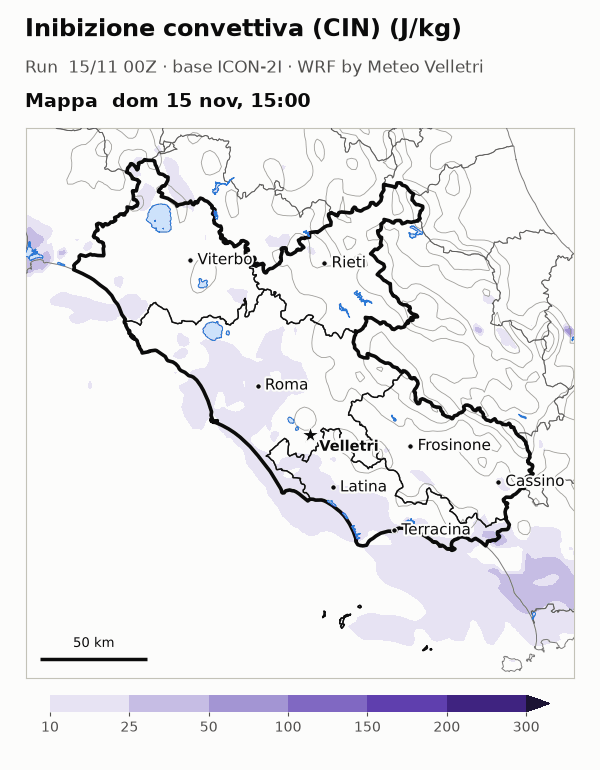 Inibizione convettiva (CIN) (J/kg)
Run  15/11 00Z · base ICON-2I · WRF by Meteo Velletri
Mappa  dom 15 nov, 15:00
Viterbo
Rieti
Roma
Velletri
Frosinone
Cassino
Latina
Terracina
50 km
10 25 50 100 150 200 300